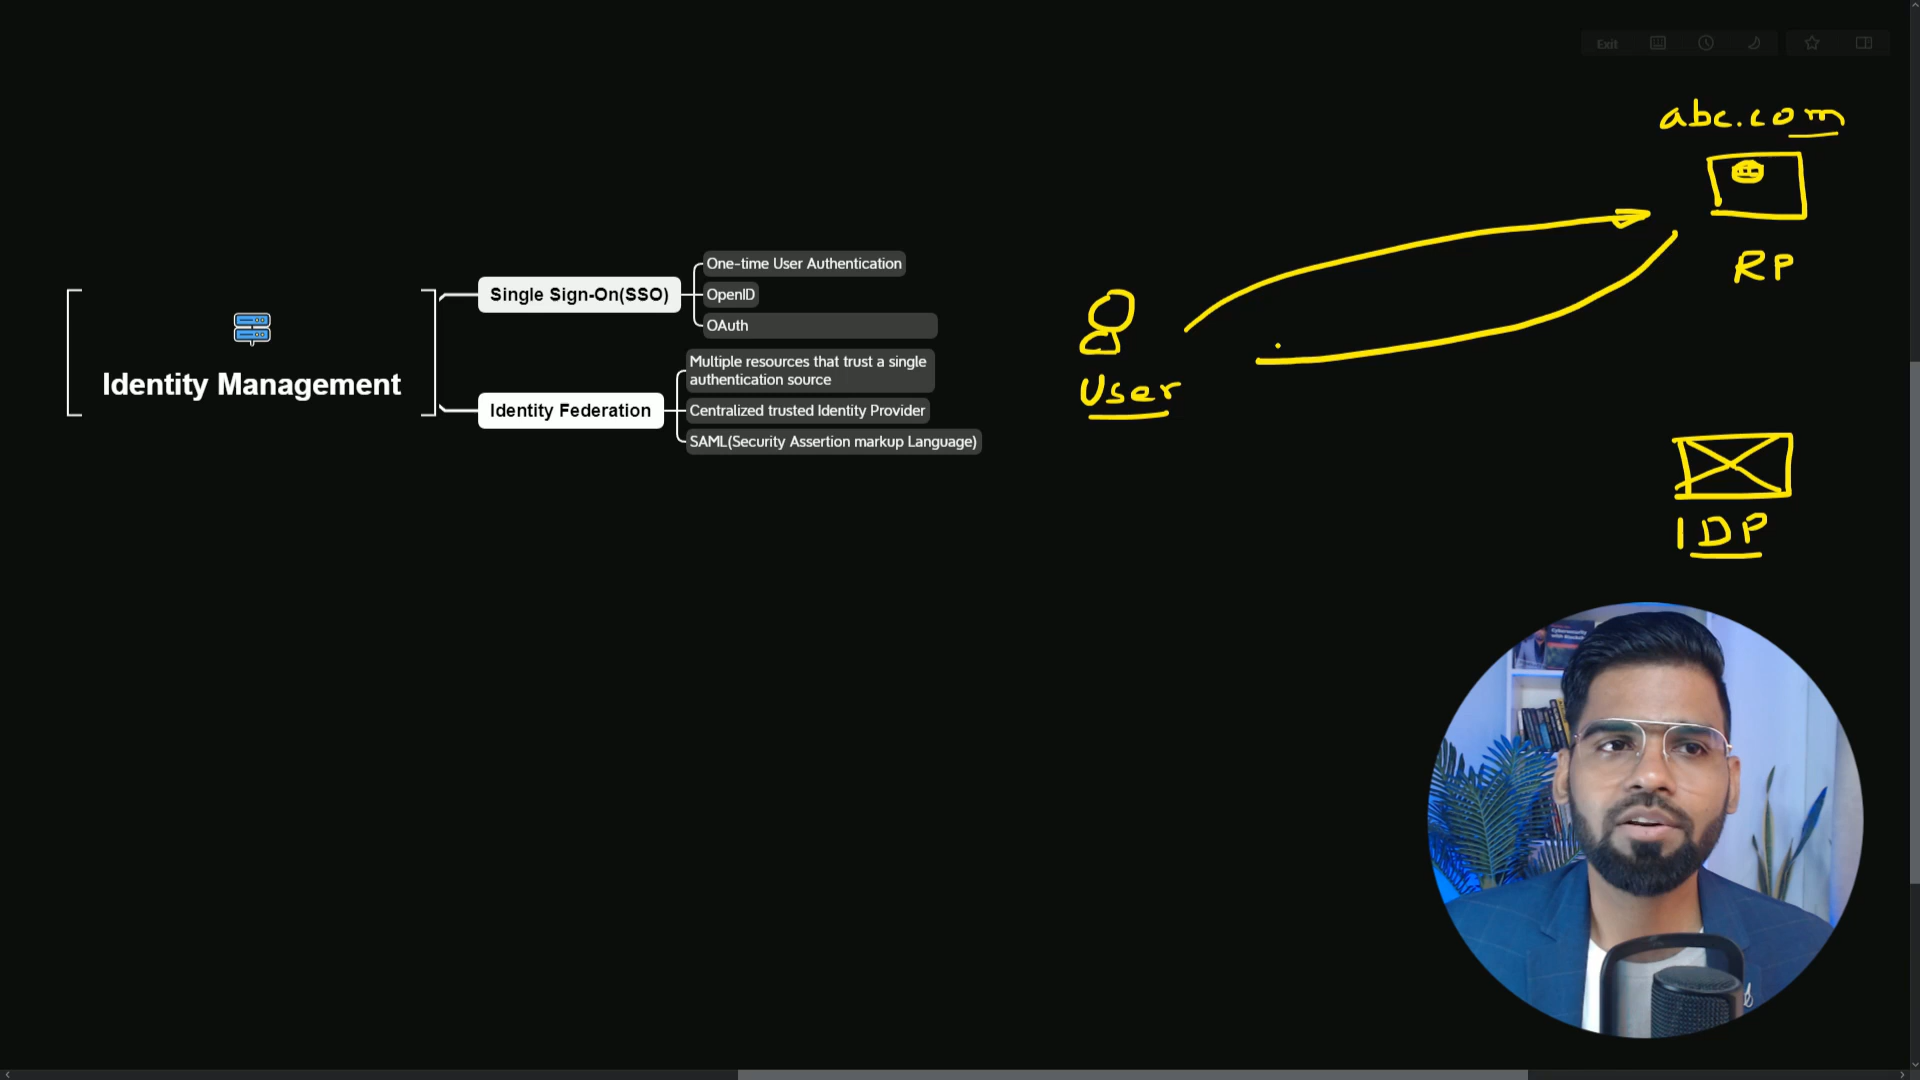 Exit
abc.com
RP
One-time User Authentication
Single Sign-On(SSO)
OpenID
OAuth
Identity Management
Multiple resources that trust a single
authentication source
Identity Federation
Centralized trusted Identity Provider
SAML(Security Assertion markup Language)
User
IDP